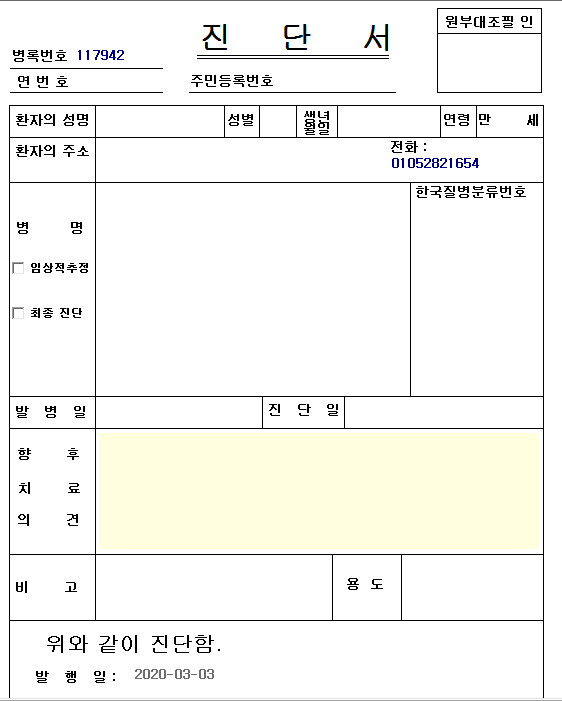 진 단 서
원부대조필 인
병록번호 117942
연 번 호
주민등록번호
환자의 성명 성별 생년월일 연령 만 세
환자의 주소 전화 :
01052821654
한국질병분류번호
병 명
임상적추정
최종 진단
발 병 일 진 단 일
향 후
치 료
의 견
비 고 용 도
위와 같이 진단함.
발 행 일 : 2020-03-03